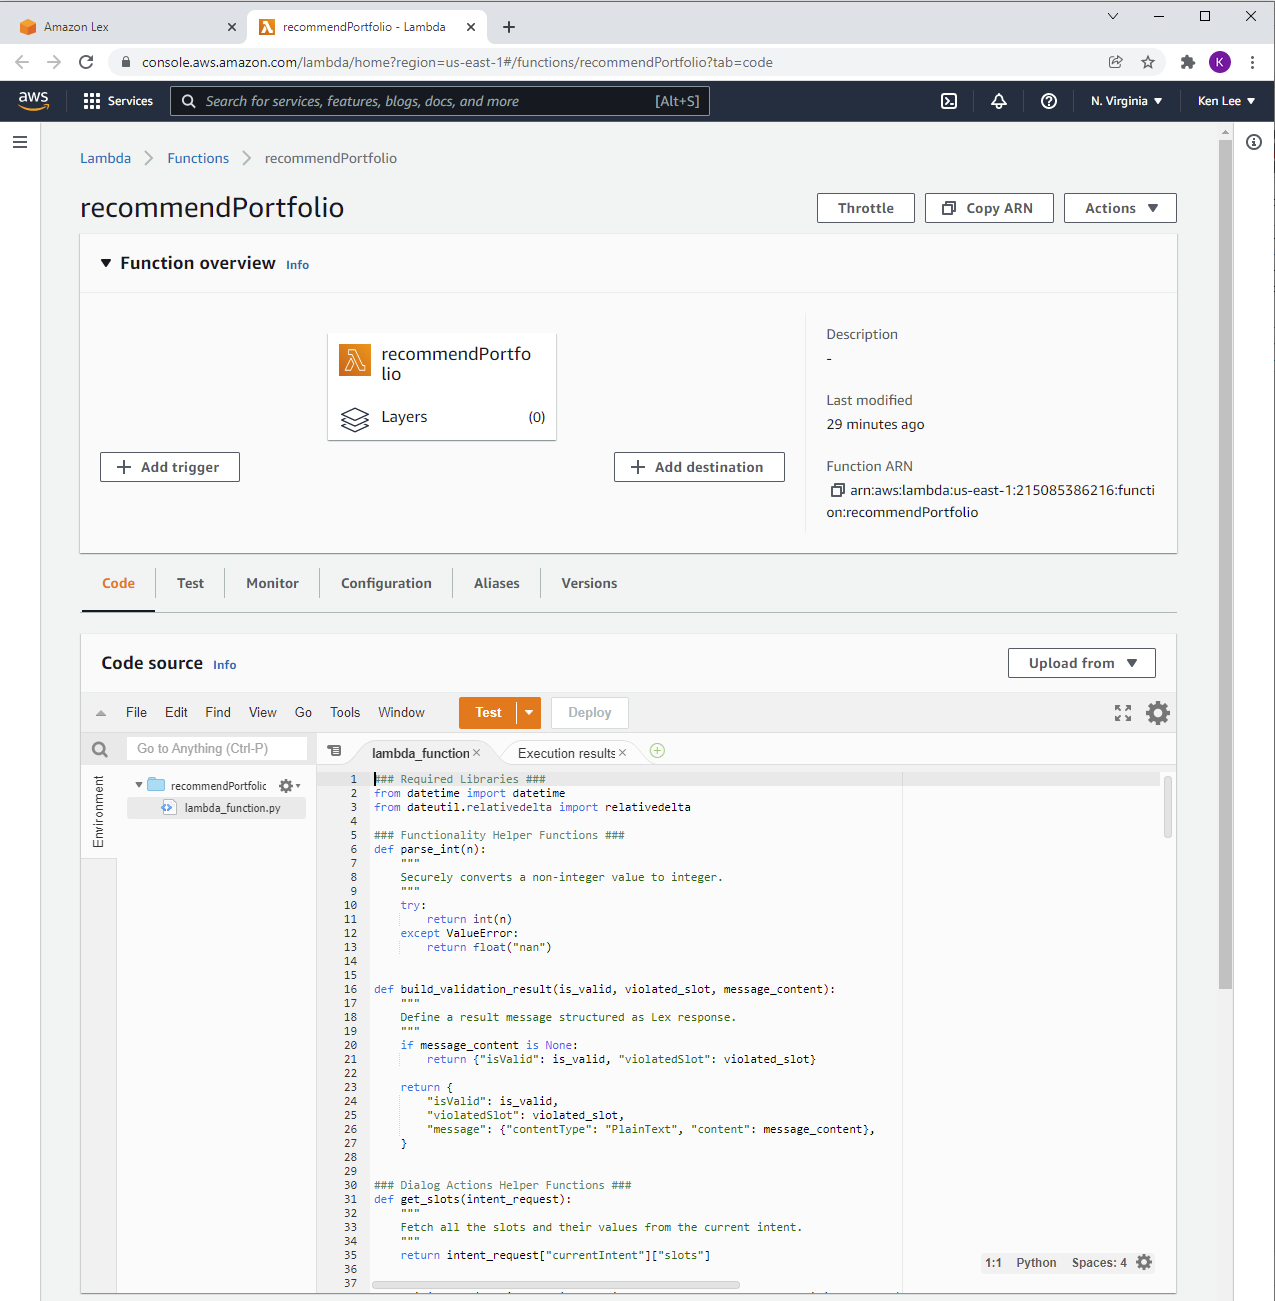 Amazon Lex
recommendPortfolio - Lambda
console.aws.amazon.com/lambda/home?region=us-east-1#/functions/recommendPortfolio?tab=code
K
aws
Services
Search for services, features, blogs, docs, and more
[Alt+S]
N. Virginia
Ken Lee
Lambda
Functions
recommendPortfolio
recommendPortfolio
Throttle
Copy ARN
Actions
Function overview
Info
recommendPortfo
lio
Layers
(0)
Add trigger
Add destination
Description
-
Last modified
29 minutes ago
Function ARN
arn:aws:lambda:us-east-1:215085386216:functi
on:recommendPortfolio
Code
Test
Monitor
Configuration
Aliases
Versions
Code source
Info
Upload from
File
Edit
Find
View
Go
Tools
Window
Test
Deploy
Go to Anything (Ctrl-P)
Environment
recommendPortfolic
lambda_function.py
lambda_function
Execution results
1 ### Required Libraries ###
2 from datetime import datetime
3 from dateutil.relativedelta import relativedelta
4
5 ### Functionality Helper Functions ###
6 def parse_int(n):
7     """
8     Securely converts a non-integer value to integer.
9     """
10     try:
11         return int(n)
12     except ValueError:
13         return float("nan")
14
15
16 def build_validation_result(is_valid, violated_slot, message_content):
17     """
18     Define a result message structured as Lex response.
19     """
20     if message_content is None:
21         return {"isValid": is_valid, "violatedSlot": violated_slot}
22
23     return {
24         "isValid": is_valid,
25         "violatedSlot": violated_slot,
26         "message": {"contentType": "PlainText", "content": message_content},
27     }
28
29
30 ### Dialog Actions Helper Functions ###
31 def get_slots(intent_request):
32     """
33     Fetch all the slots and their values from the current intent.
34     """
35     return intent_request["currentIntent"]["slots"]
36
37
1:1
Python
Spaces: 4